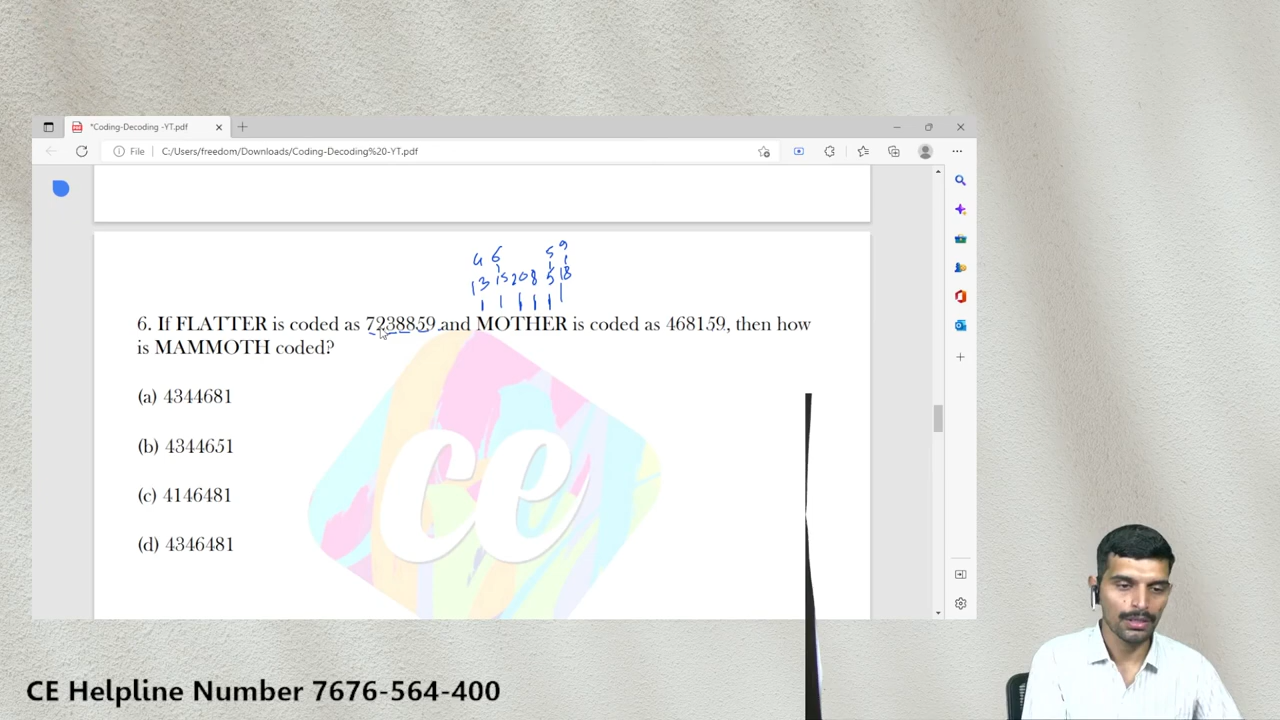 *Coding-Decoding -YT.pdf
File C:/Users/freedom/Downloads/Coding-Decoding%20-YT.pdf
4 6 5 9
13 15 20 8 5 18
6. If FLATTER is coded as 7238859 and MOTHER is coded as 468159, then how
is MAMMOTH coded?
(a) 4344681
(b) 4344651
(c) 4146481
(d) 4346481
ce
CE Helpline Number 7676-564-400